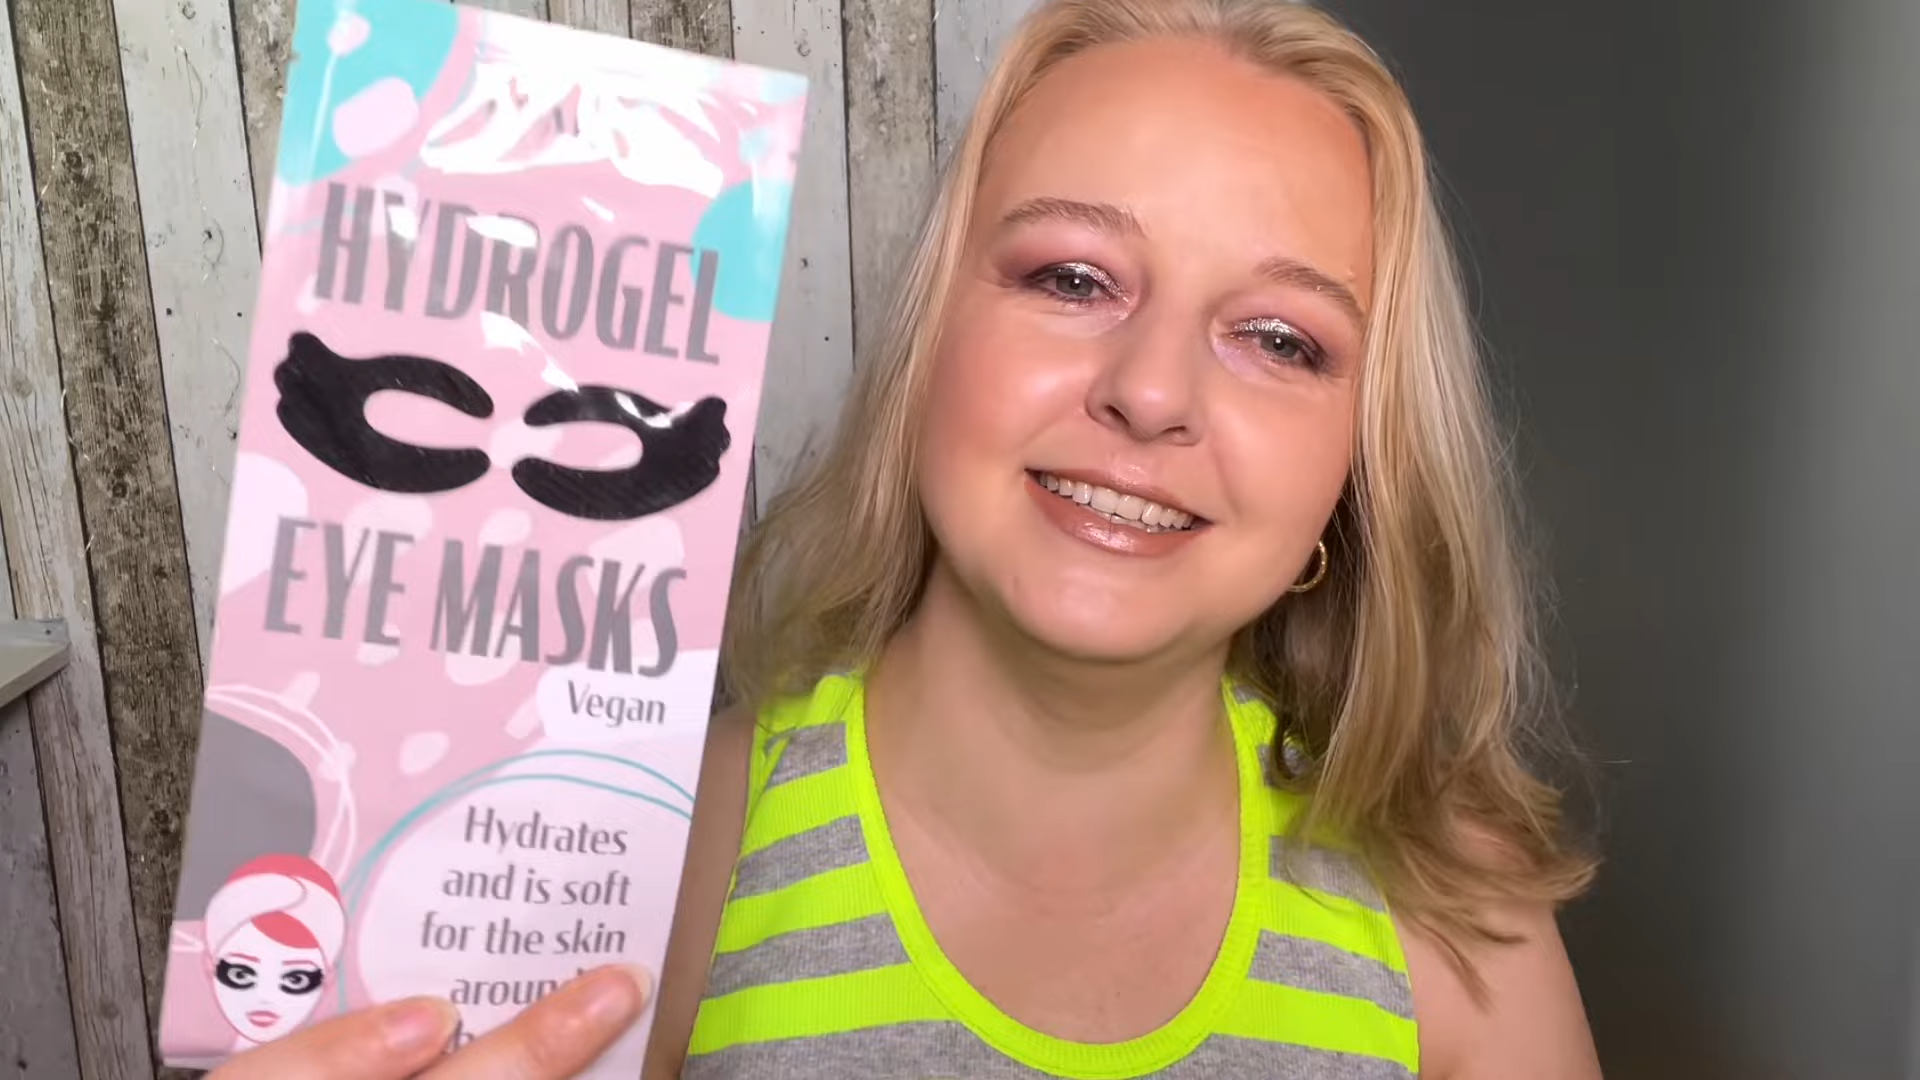 HYDROGEL
EYE MASKS
Vegan
Hydrates
and is soft
for the skin